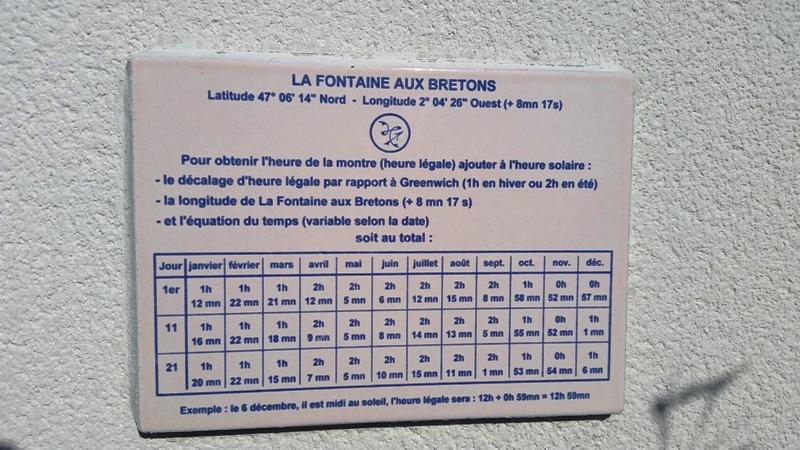 LA FONTAINE AUX BRETONS
Latitude 47° 06' 14" Nord - Longitude 2° 04' 26" Ouest (+ 8mn 17s)
Pour obtenir l'heure de la montre (heure légale) ajouter à l'heure solaire :
- le décalage d'heure légale par rapport à Greenwich (1h en hiver ou 2h en été)
- la longitude de La Fontaine aux Bretons (+ 8 mn 17 s)
- et l'équation du temps (variable selon la date)
soit au total :
Jour janvier février mars avril mai juin juillet août sept. oct. nov. déc.
1er 1h 1h 1h 2h 2h 2h 2h 2h 2h 1h 0h 0h
12 mn 22 mn 21 mn 12 mn 5 mn 6 mn 12 mn 15 mn 8 mn 58 mn 52 mn 57 mn
11 1h 1h 1h 2h 2h 2h 2h 2h 2h 1h 0h 1h
16 mn 22 mn 18 mn 9 mn 5 mn 8 mn 14 mn 13 mn 5 mn 55 mn 52 mn 1 mn
21 1h 1h 1h 2h 2h 2h 2h 2h 2h 1h 0h 1h
20 mn 22 mn 15 mn 7 mn 5 mn 10 mn 15 mn 11 mn 1 mn 53 mn 54 mn 6 mn
Exemple : le 6 décembre, il est midi au soleil, l'heure légale sera : 12h + 0h 59mn = 12h 59mn